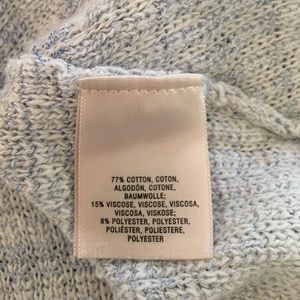 77% COTTON, COTON,
ALGODÓN, COTONE,
BAUMWOLLE;
15% VISCOSE, VISCOSE, VISCOSA,
VISCOSA, VISKOSE;
8% POLYESTER, POLYESTER,
POLIÉSTER, POLIESTERE,
POLYESTER